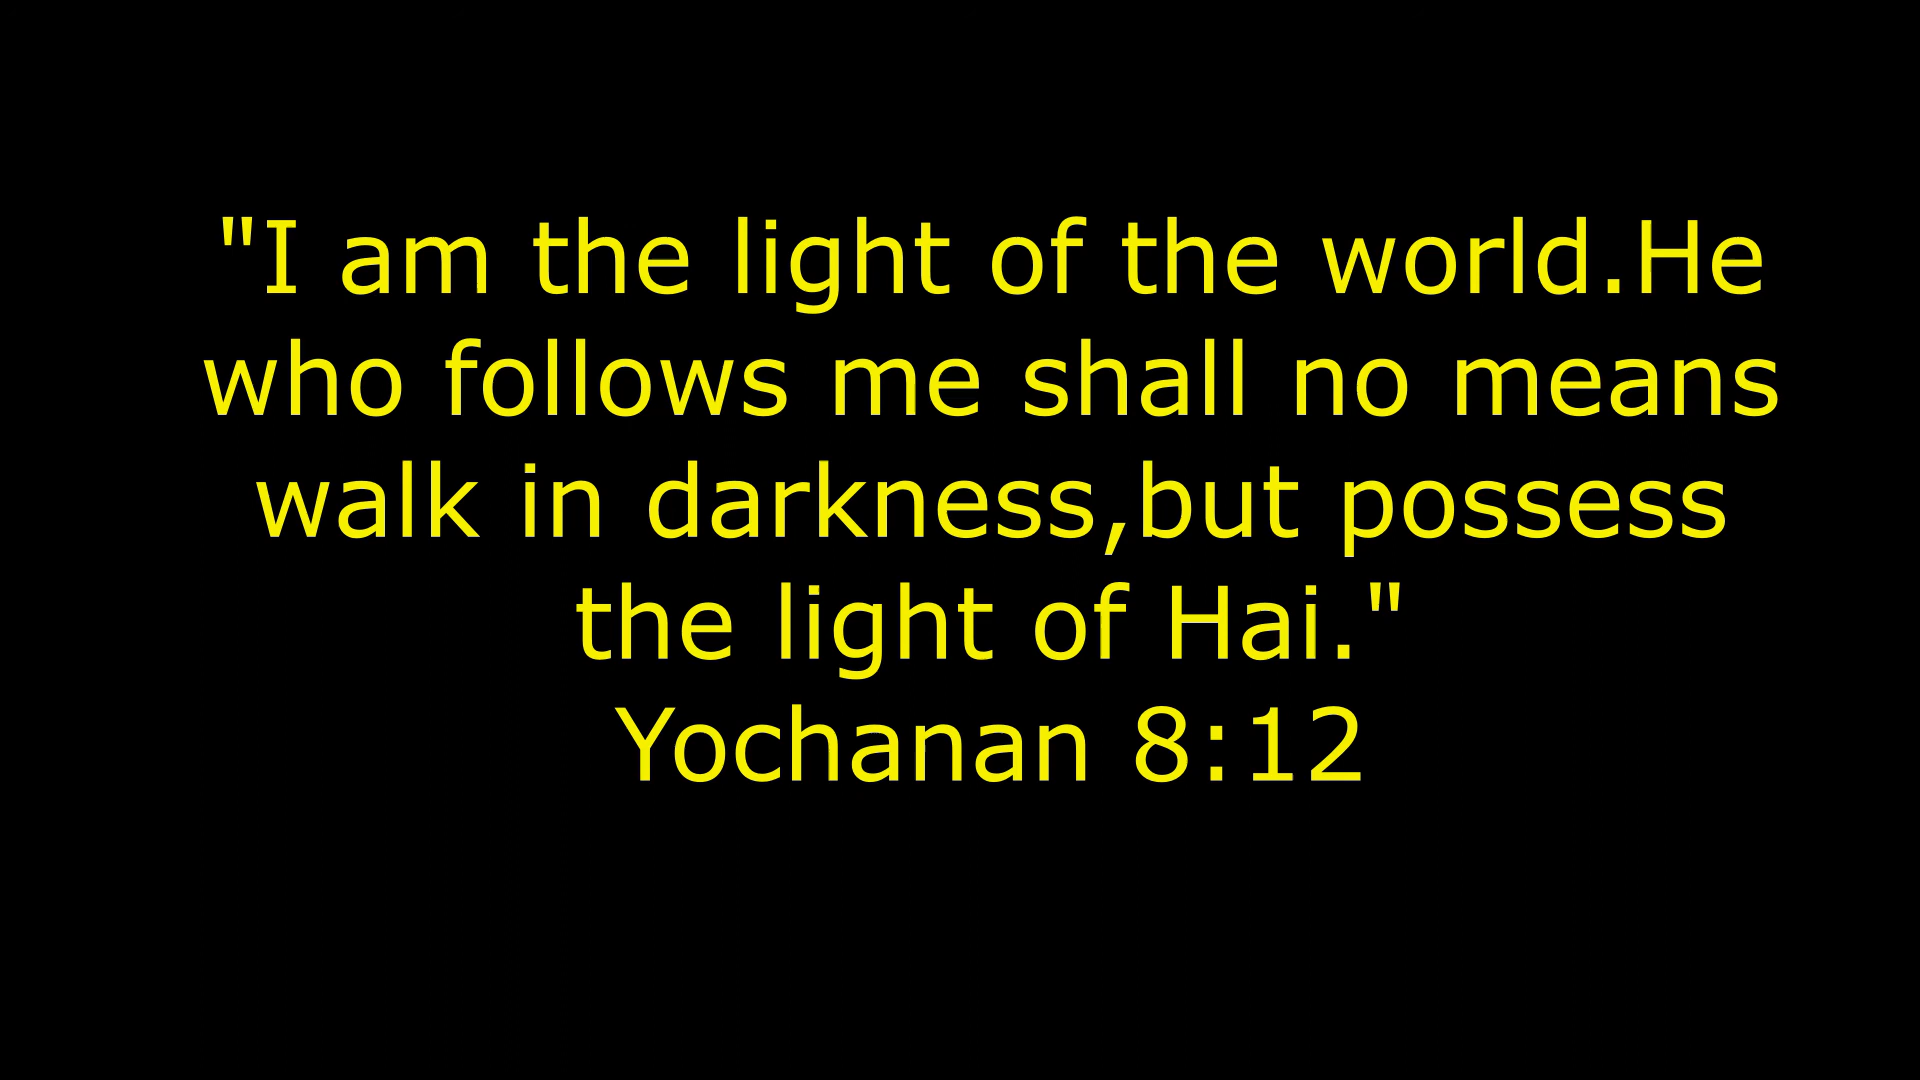 "I am the light of the world.He
who follows me shall no means
walk in darkness,but possess
the light of Hai."
Yochanan 8:12